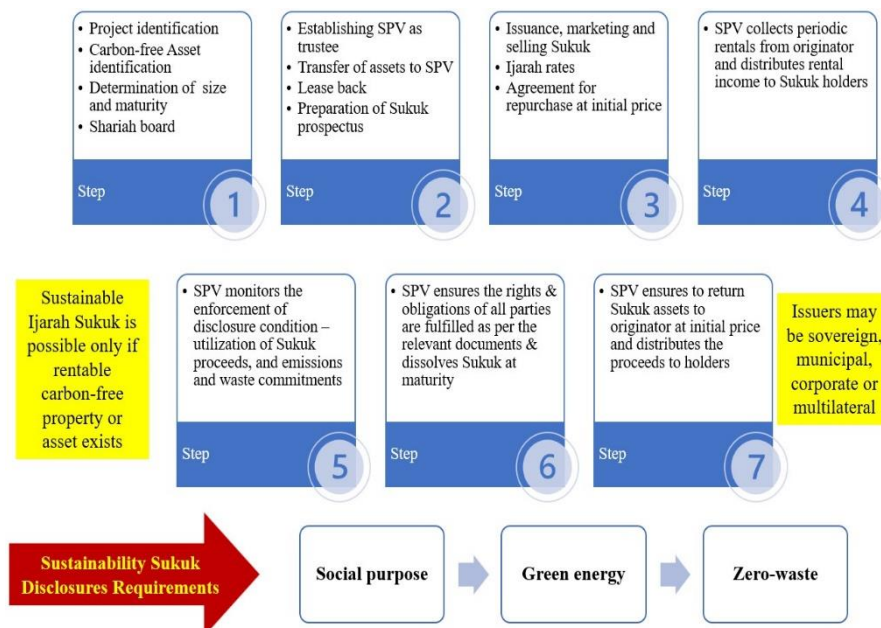 • Project identification
• Carbon-free Asset
identification
• Determination of size
and maturity
• Shariah board
Step
1
• Establishing SPV as
trustee
• Transfer of assets to SPV
• Lease back
• Preparation of Sukuk
prospectus
Step
2
• Issuance, marketing and
selling Sukuk
• Ijarah rates
• Agreement for
repurchase at initial price
Step
3
• SPV collects periodic
rentals from originator
and distributes rental
income to Sukuk holders
Step
4
Sustainable
Ijarah Sukuk is
possible only if
rentable
carbon-free
property or
asset exists
• SPV monitors the
enforcement of
disclosure condition –
utilization of Sukuk
proceeds, and emissions
and waste commitments
Step
5
• SPV ensures the rights &
obligations of all parties
are fulfilled as per the
relevant documents &
dissolves Sukuk at
maturity
Step
6
• SPV ensures to return
Sukuk assets to
originator at initial price
and distributes the
proceeds to holders
Step
7
Issuers may
be sovereign,
municipal,
corporate or
multilateral
Sustainability Sukuk
Disclosures Requirements
Social purpose
Green energy
Zero-waste